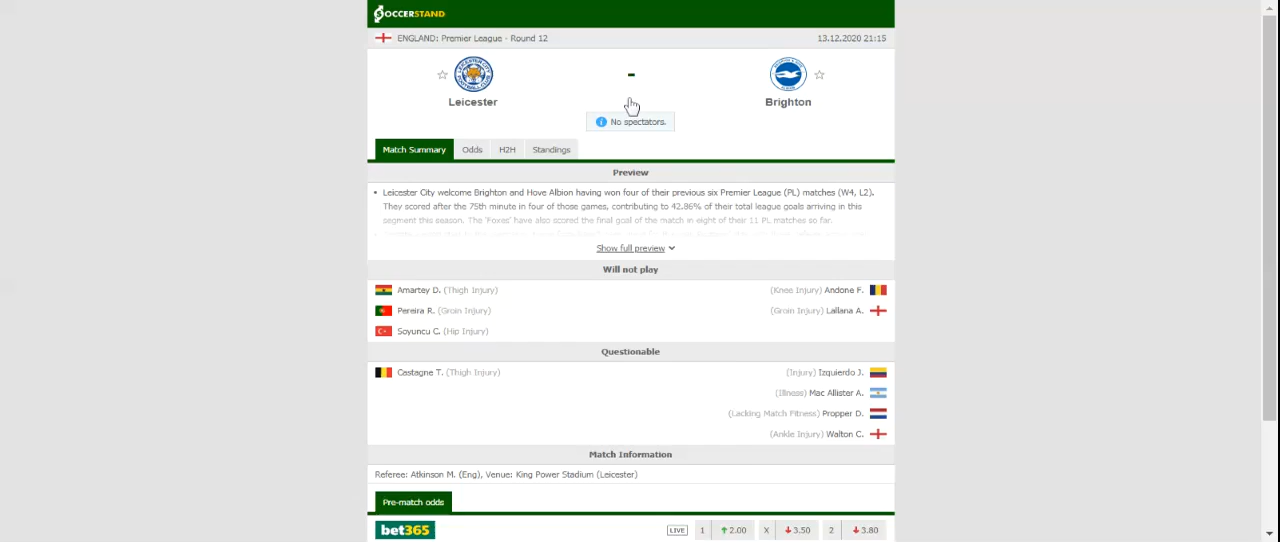 SOCCERSTAND
ENGLAND: Premier League - Round 12 13.12.2020 21:15
-
Leicester Brighton
No spectators.
Match Summary Odds H2H Standings
Preview
• Leicester City welcome Brighton and Hove Albion having won four of their previous six Premier League (PL) matches (W4, L2).
They scored after the 75th minute in four of those games, contributing to 42.86% of their total league goals arriving in this
segment this season. The 'Foxes' have also scored the final goal of the match in eight of their 11 PL matches so far.
Show full preview
Will not play
Amartey D. (Thigh Injury) (Knee Injury) Andone F.
Pereira R. (Groin Injury) (Groin Injury) Lallana A.
Soyuncu C. (Hip Injury)
Questionable
Castagne T. (Thigh Injury) (Injury) Izquierdo J.
(Illness) Mac Allister A.
(Lacking Match Fitness) Propper D.
(Ankle Injury) Walton C.
Match Information
Referee: Atkinson M. (Eng), Venue: King Power Stadium (Leicester)
Pre-match odds
bet365 LIVE 1 2.00 X 3.50 2 3.80